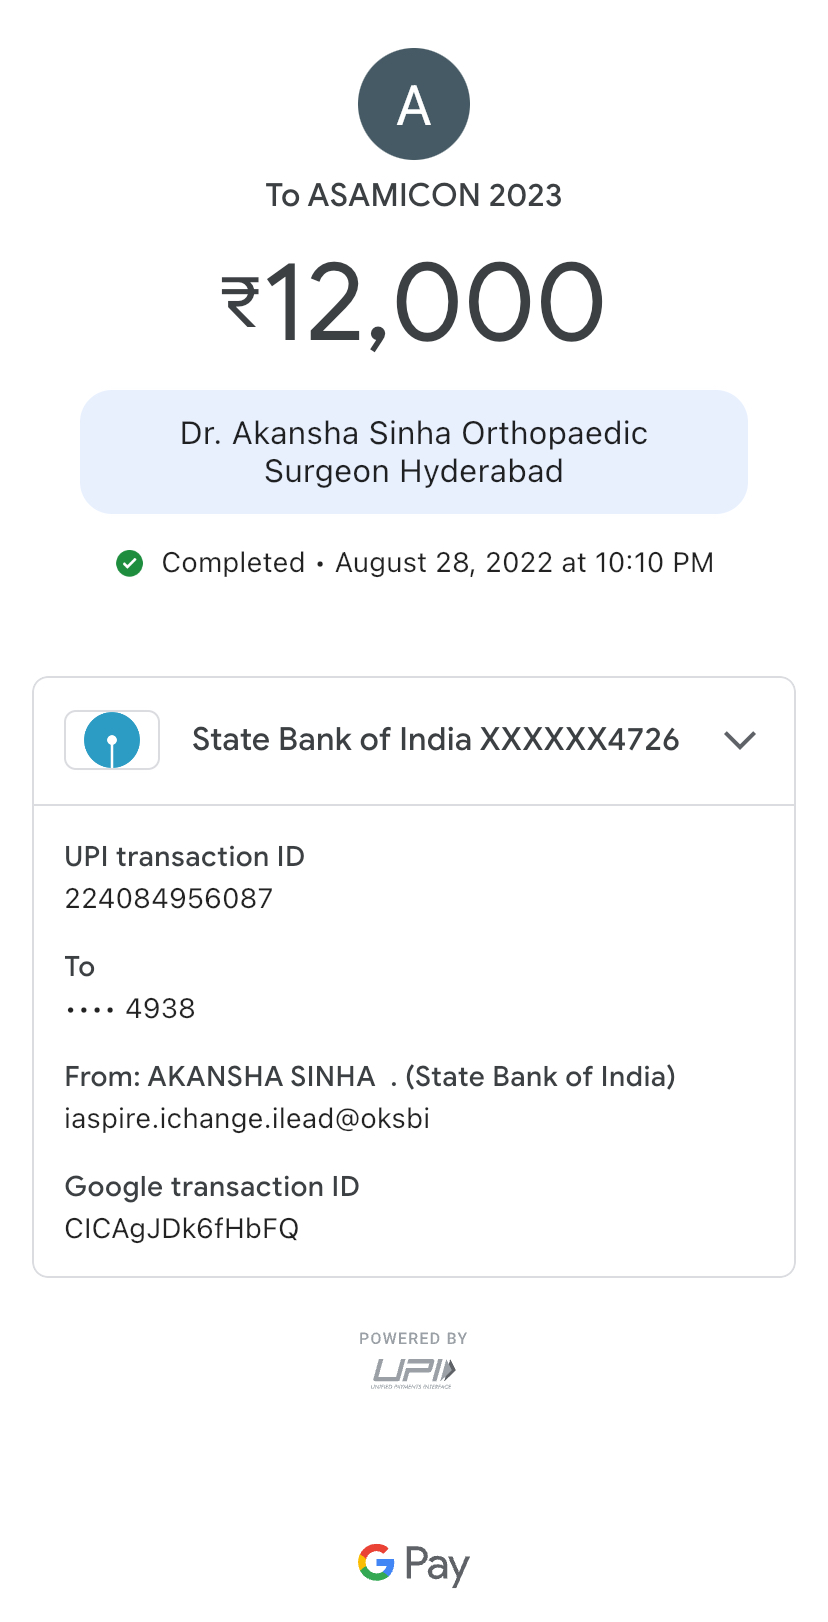 A
To ASAMICON 2023
₹12,000
Dr. Akansha Sinha Orthopaedic
Surgeon Hyderabad
Completed • August 28, 2022 at 10:10 PM
State Bank of India XXXXXX4726
UPI transaction ID
224084956087
To
•••• 4938
From: AKANSHA SINHA . (State Bank of India)
iaspire.ichange.ilead@oksbi
Google transaction ID
CICAgJDk6fHbFQ
POWERED BY
UPI
UNIFIED PAYMENTS INTERFACE
G Pay